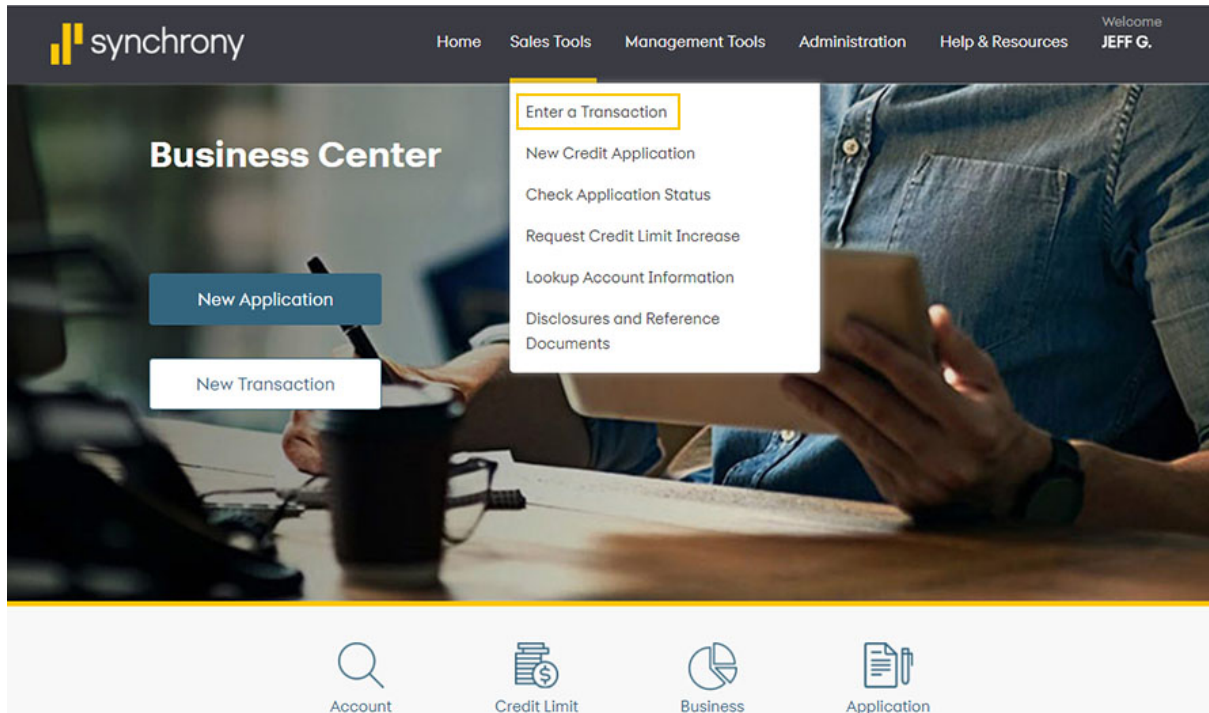 synchrony
Home Sales Tools Management Tools Administration Help & Resources
Welcome
JEFF G.
Enter a Transaction
New Credit Application
Check Application Status
Request Credit Limit Increase
Lookup Account Information
Disclosures and Reference
Documents
Business Center
New Application
New Transaction
Account Credit Limit Business Application